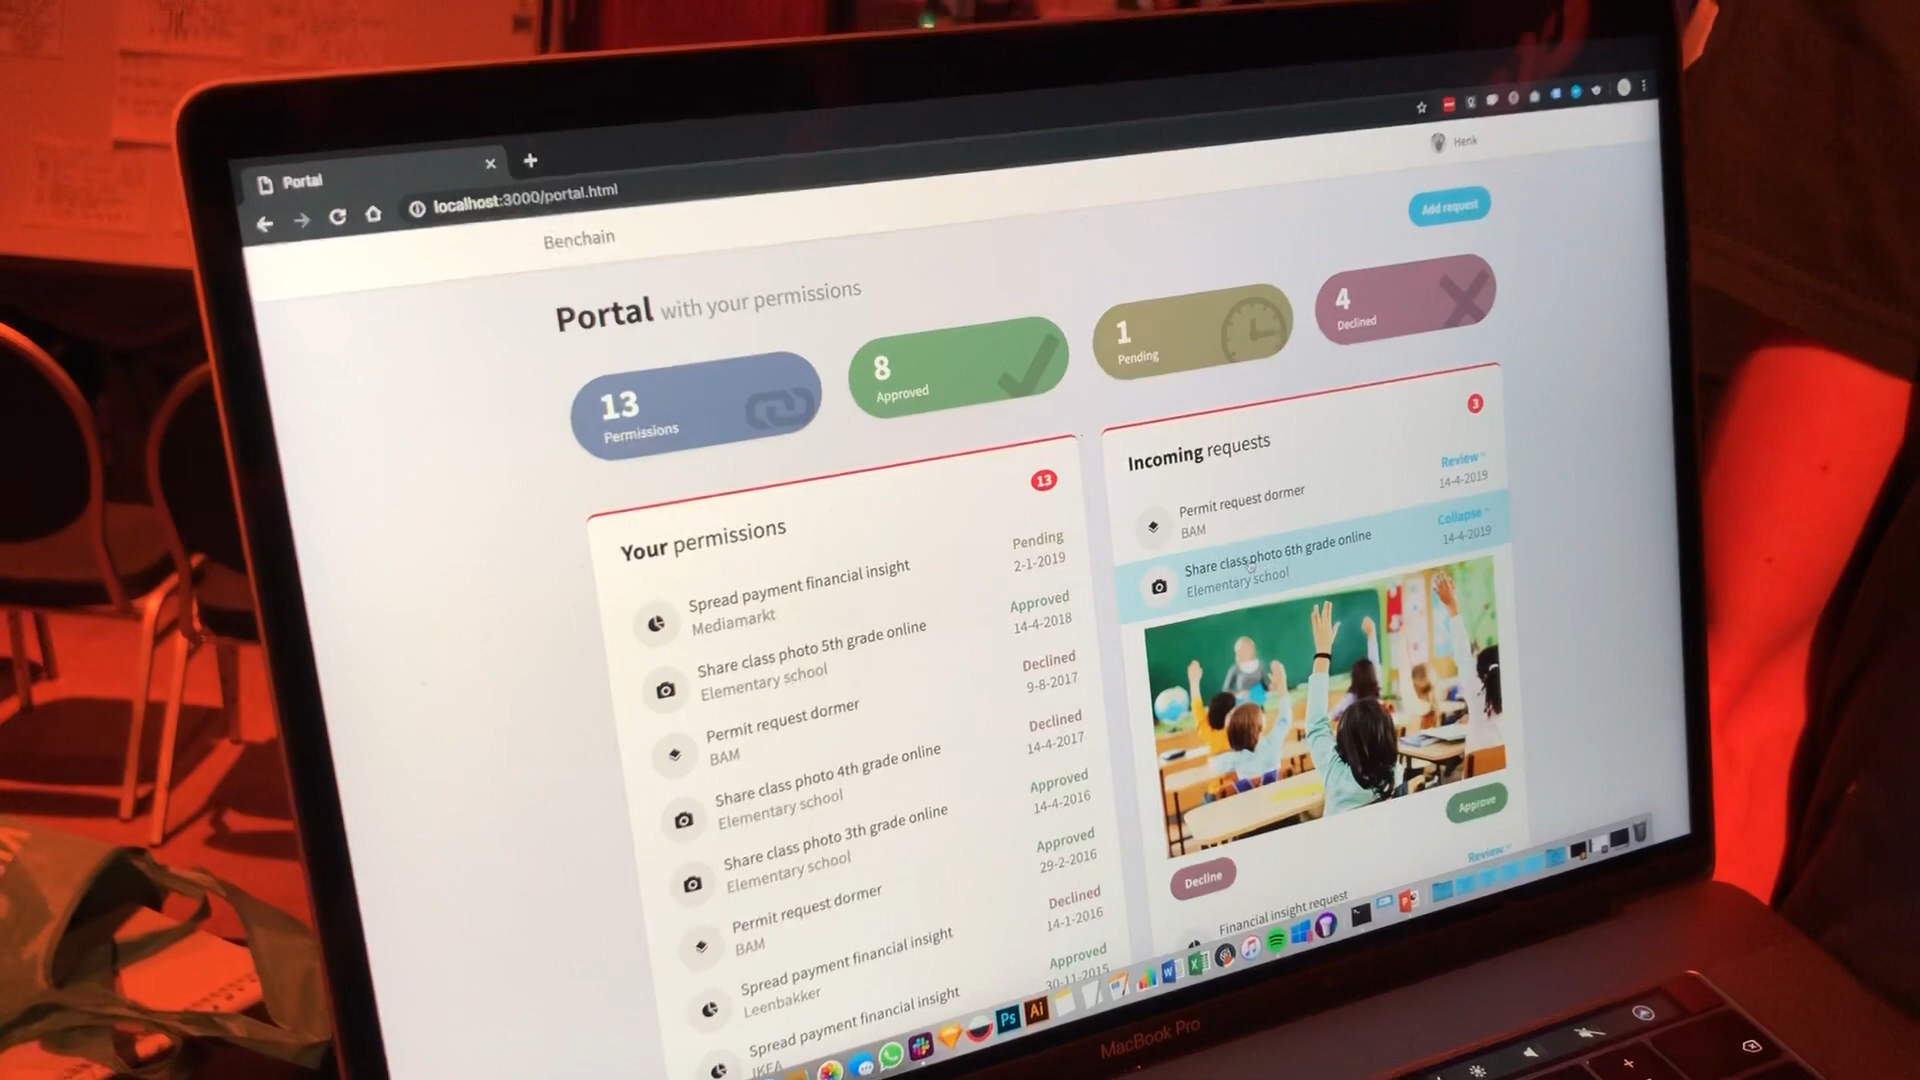 Portal
localhost:3000/portal.html
Henk
Benchain
Add request
Portal with your permissions
13
Permissions
8
Approved
1
Pending
4
Declined
Your permissions
13
Spread payment financial insight
Mediamarkt
Pending
2-1-2019
Share class photo 5th grade online
Elementary school
Approved
14-4-2018
Permit request dormer
BAM
Declined
9-8-2017
Share class photo 4th grade online
Elementary school
Declined
14-4-2017
Share class photo 3th grade online
Elementary school
Approved
14-4-2016
Permit request dormer
BAM
Approved
29-2-2016
Spread payment financial insight
Leenbakker
Declined
14-1-2016
Spread payment financial insight
IKEA
Approved
30-11-2015
Incoming requests
3
Permit request dormer
BAM
Review
14-4-2019
Share class photo 6th grade online
Elementary school
Collapse
14-4-2019
Approve
Decline
Review
Financial insight request
Ps
Ai
MacBook Pro